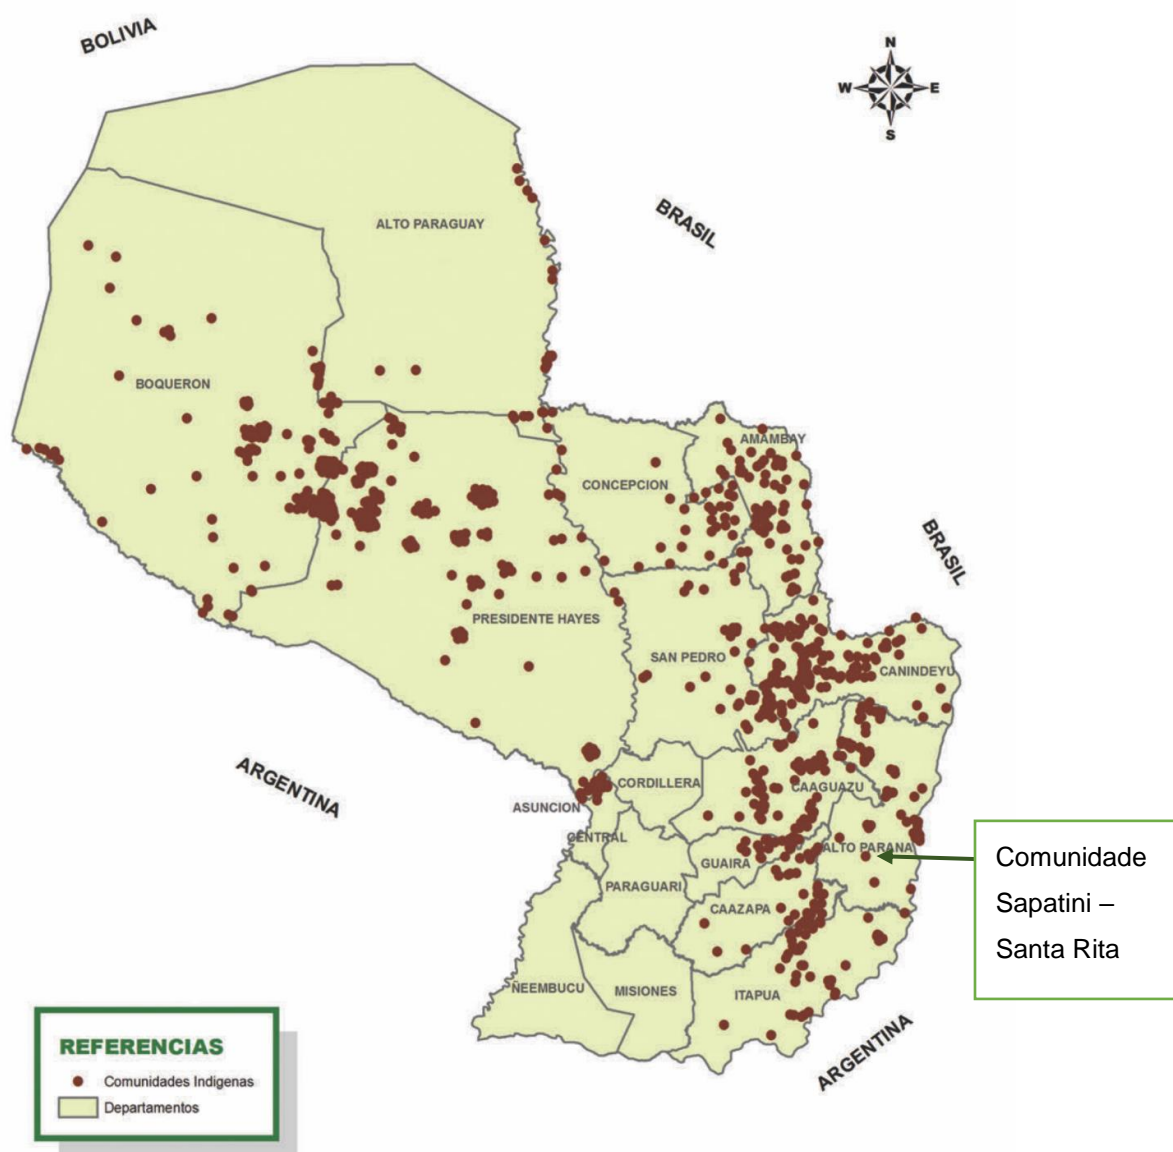 BOLIVIA
N
W
E
S
BRASIL
ALTO PARAGUAY
BOQUERON
AMAMBAY
CONCEPCION
BRASIL
PRESIDENTE HAYES
SAN PEDRO
CANINDEYU
ARGENTINA
CORDILLERA
CAAGUAZU
ASUNCION
CENTRAL
ALTO PARANA
GUAIRA
PARAGUARI
CAAZAPA
Comunidade
Sapatini –
Santa Rita
ÑEEMBUCU
MISIONES
ITAPUA
ARGENTINA
REFERENCIAS
Comunidades Indigenas
Departamentos